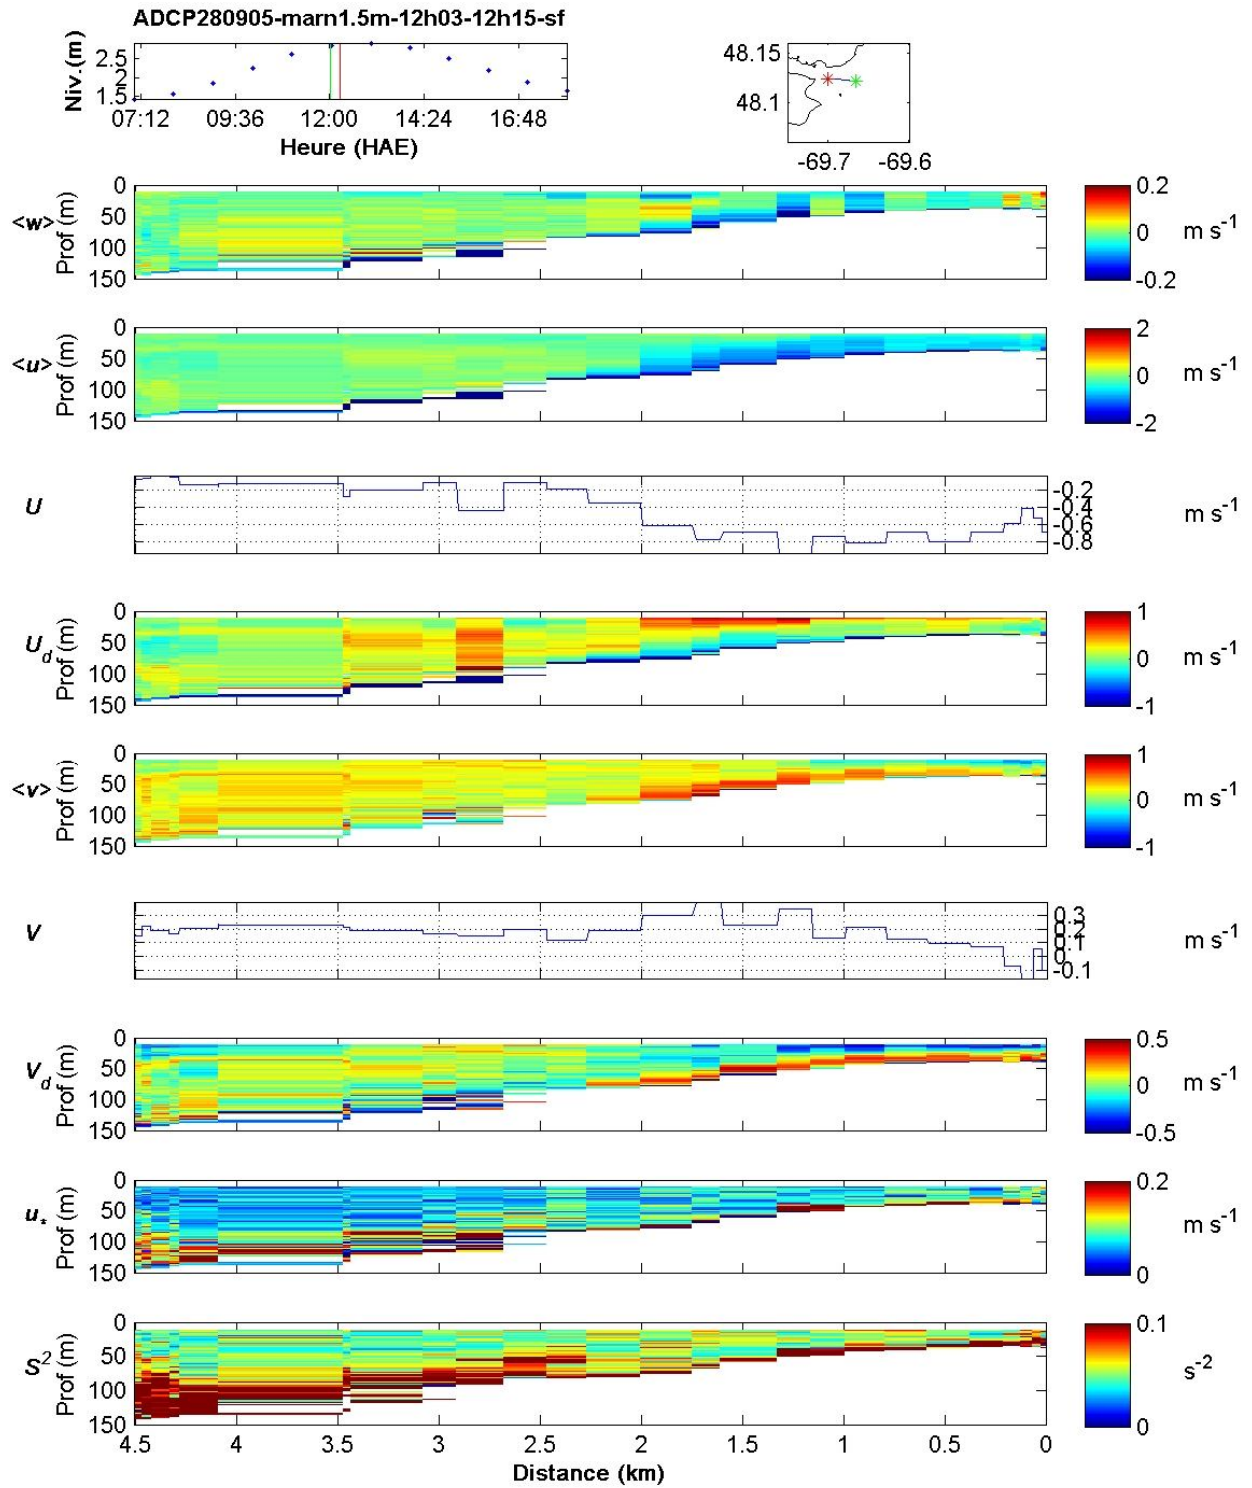 ADCP280905-marn1.5m-12h03-12h15-sf
Niv.(m)
2.5
2
1.5
07:12 09:36 12:00 14:24 16:48
Heure (HAE)
48.15
48.1
-69.7 -69.6
<w>
Prof (m)
0
50
100
150
0.2
0
-0.2
m s-1
<u>
Prof (m)
0
50
100
150
2
0
-2
m s-1
U
-0.2
-0.4
-0.6
-0.8
m s-1
Ud
Prof (m)
0
50
100
150
1
0
-1
m s-1
<v>
Prof (m)
0
50
100
150
1
0
-1
m s-1
V
0.3
0.2
0.1
0
-0.1
m s-1
Vd
Prof (m)
0
50
100
150
0.5
0
-0.5
m s-1
u*
Prof (m)
0
50
100
150
0.2
0
m s-1
S2
Prof (m)
0
50
100
150
0.1
0
s-2
4.5 4 3.5 3 2.5 2 1.5 1 0.5 0
Distance (km)